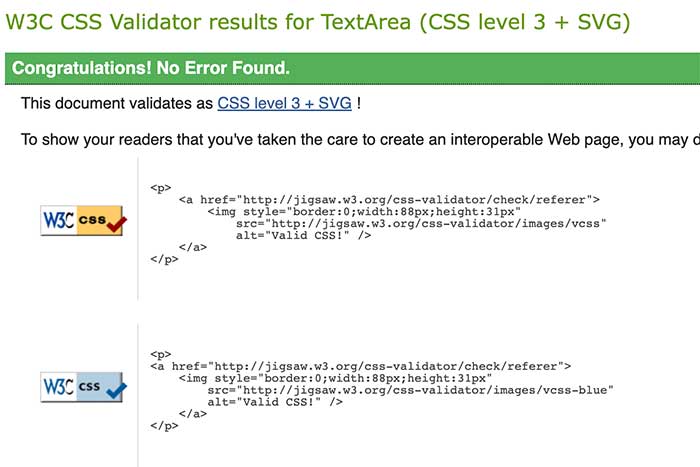 W3C CSS Validator results for TextArea (CSS level 3 + SVG)
Congratulations! No Error Found.
This document validates as CSS level 3 + SVG !
To show your readers that you've taken the care to create an interoperable Web page, you may d
<p>
<a href="http://jigsaw.w3.org/css-validator/check/referer">
<img style="border:0;width:88px;height:31px"
src="http://jigsaw.w3.org/css-validator/images/vcss"
alt="Valid CSS!" />
</a>
</p>
W3C css
<p>
<a href="http://jigsaw.w3.org/css-validator/check/referer">
<img style="border:0;width:88px;height:31px"
src="http://jigsaw.w3.org/css-validator/images/vcss-blue"
alt="Valid CSS!" />
</a>
</p>
W3C css